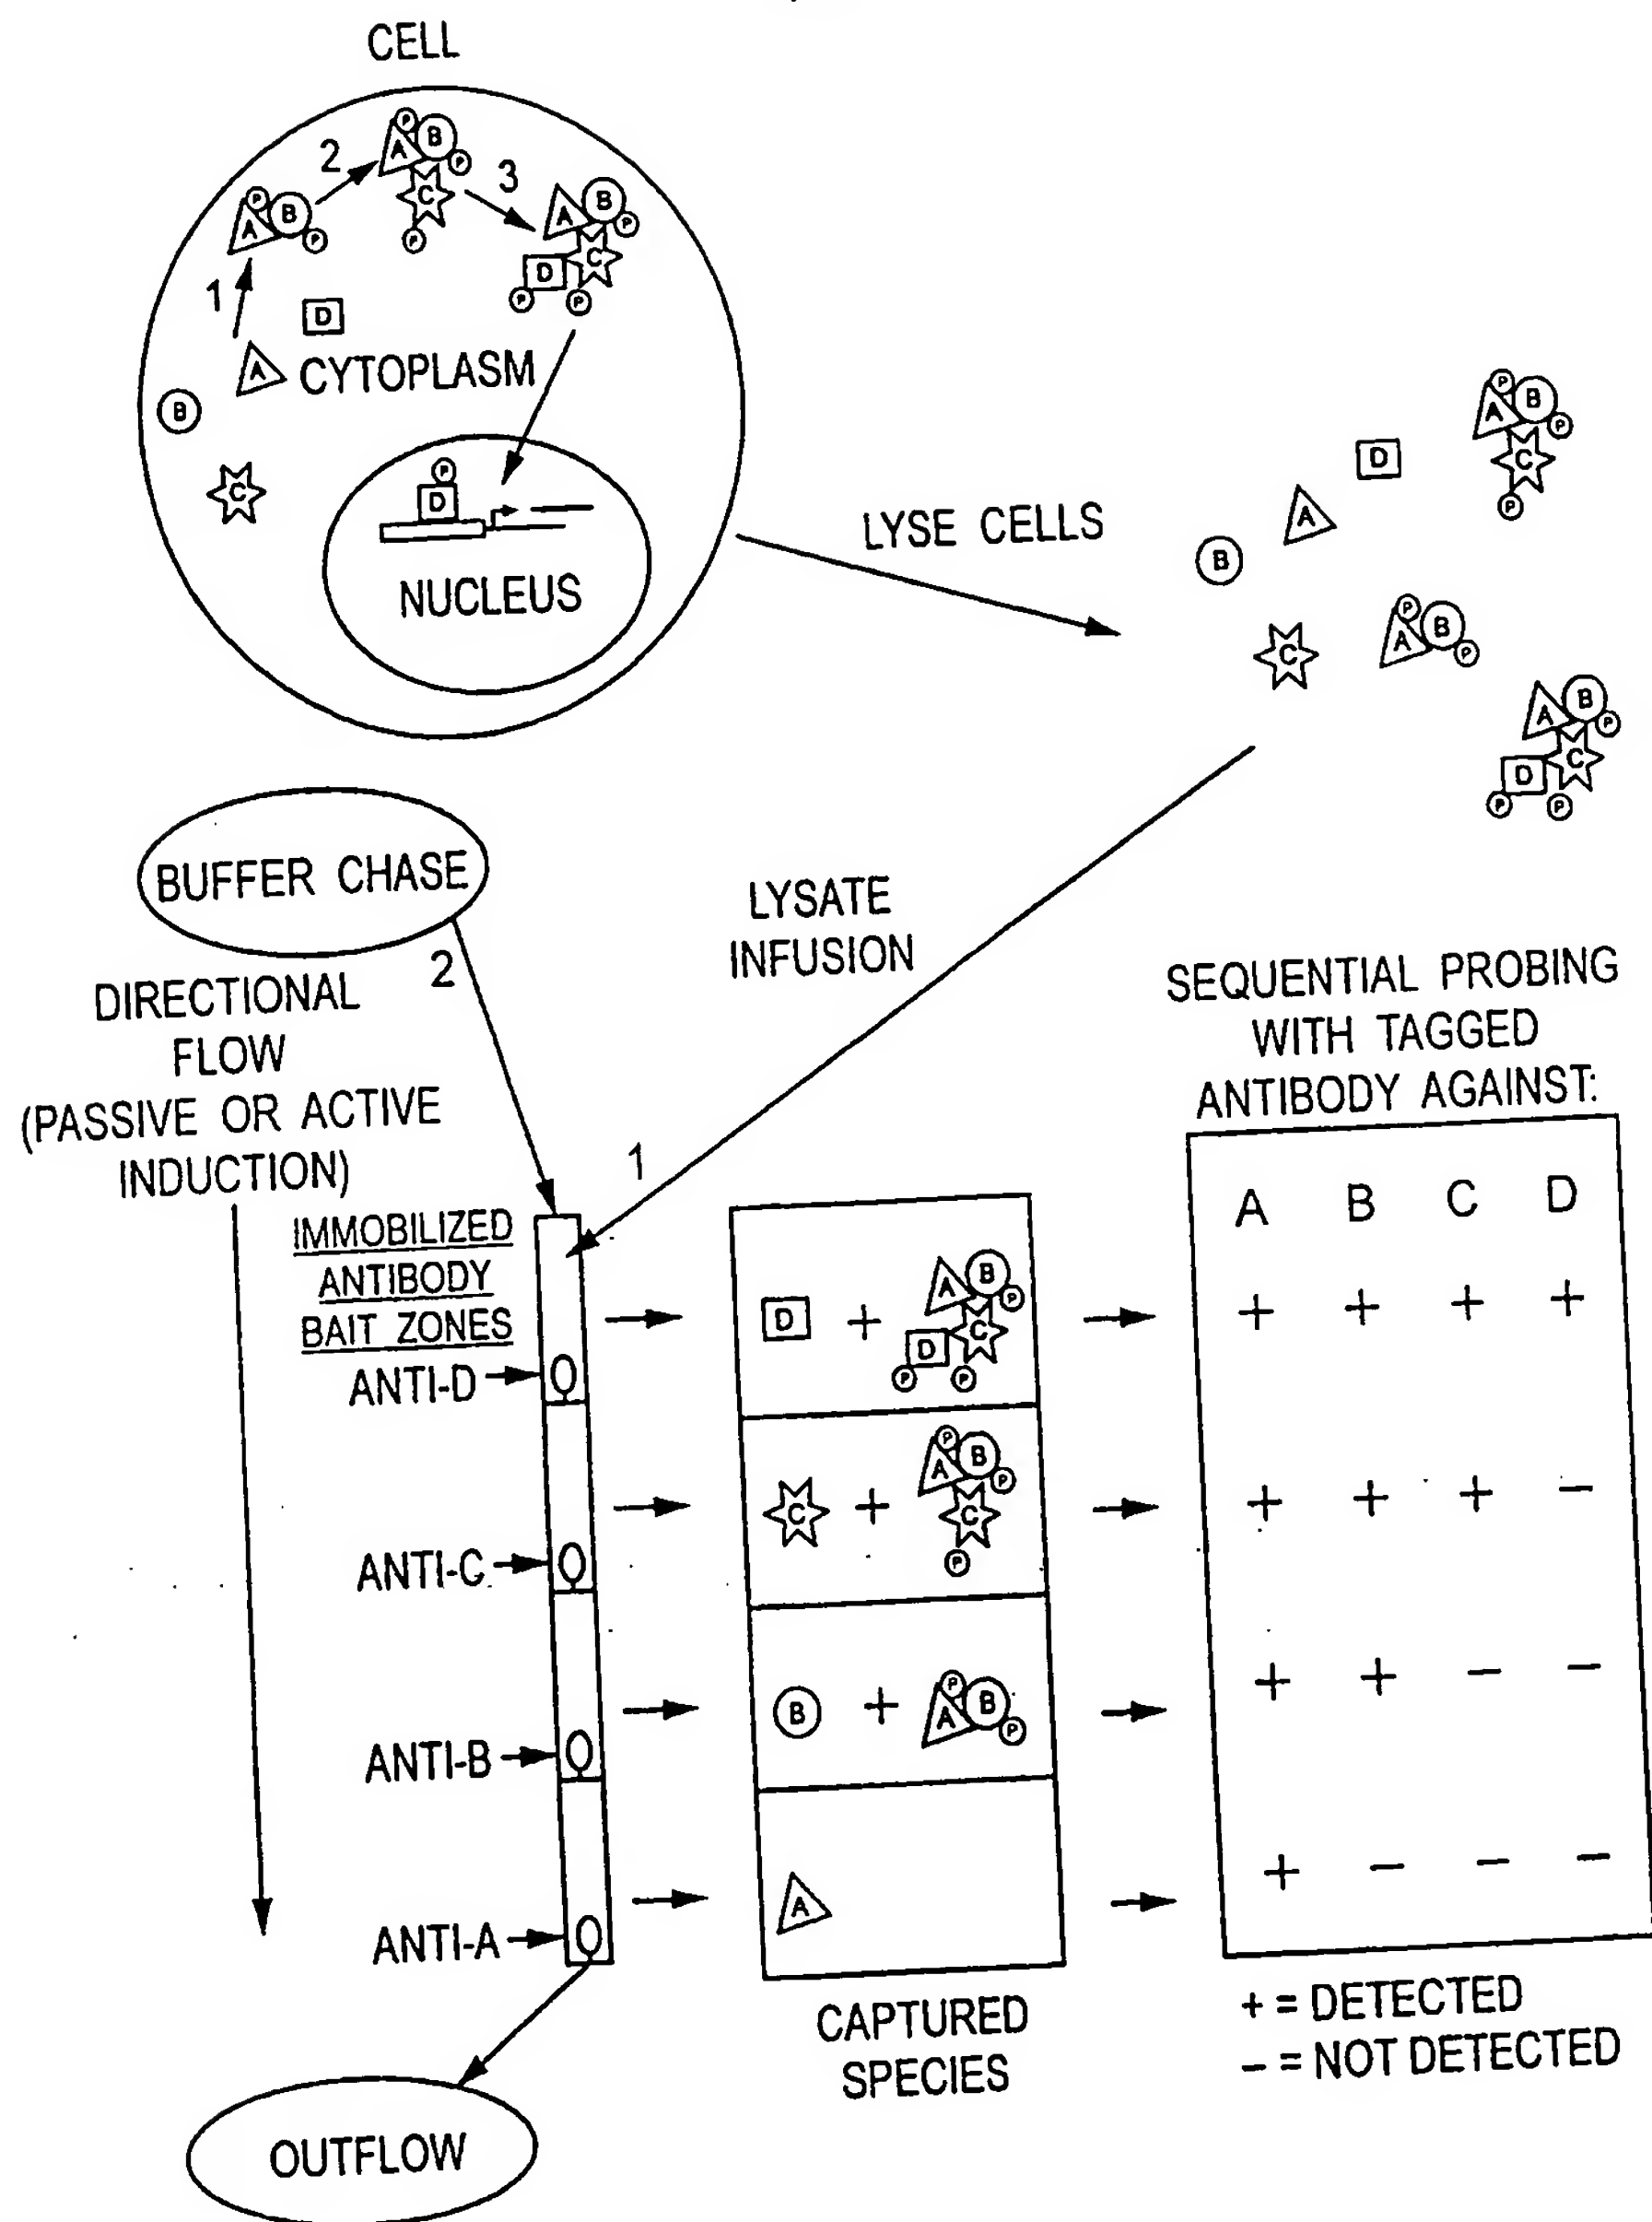 CELL
P
A
B
P
2
P
A
B
P
C
P
3
A
B
P
C
D
P
P
1
D
A
CYTOPLASM
B
C
P
D
NUCLEUS
LYSE CELLS
P
A
B
P
C
P
D
A
B
C
P
A
B
P
A
B
P
C
D
P
P
BUFFER CHASE
2
DIRECTIONAL
FLOW
(PASSIVE OR ACTIVE
INDUCTION)
LYSATE
INFUSION
1
SEQUENTIAL PROBING
WITH TAGGED
ANTIBODY AGAINST:
IMMOBILIZED
ANTIBODY
BAIT ZONES
ANTI-D
D + A B P C D P P
A B C D
+ + + +
ANTI-C
C + P A B P C P
+ + + −
ANTI-B
B + P A B P
+ + − −
ANTI-A
A
+ − − −
CAPTURED
SPECIES
+ = DETECTED
− = NOT DETECTED
OUTFLOW